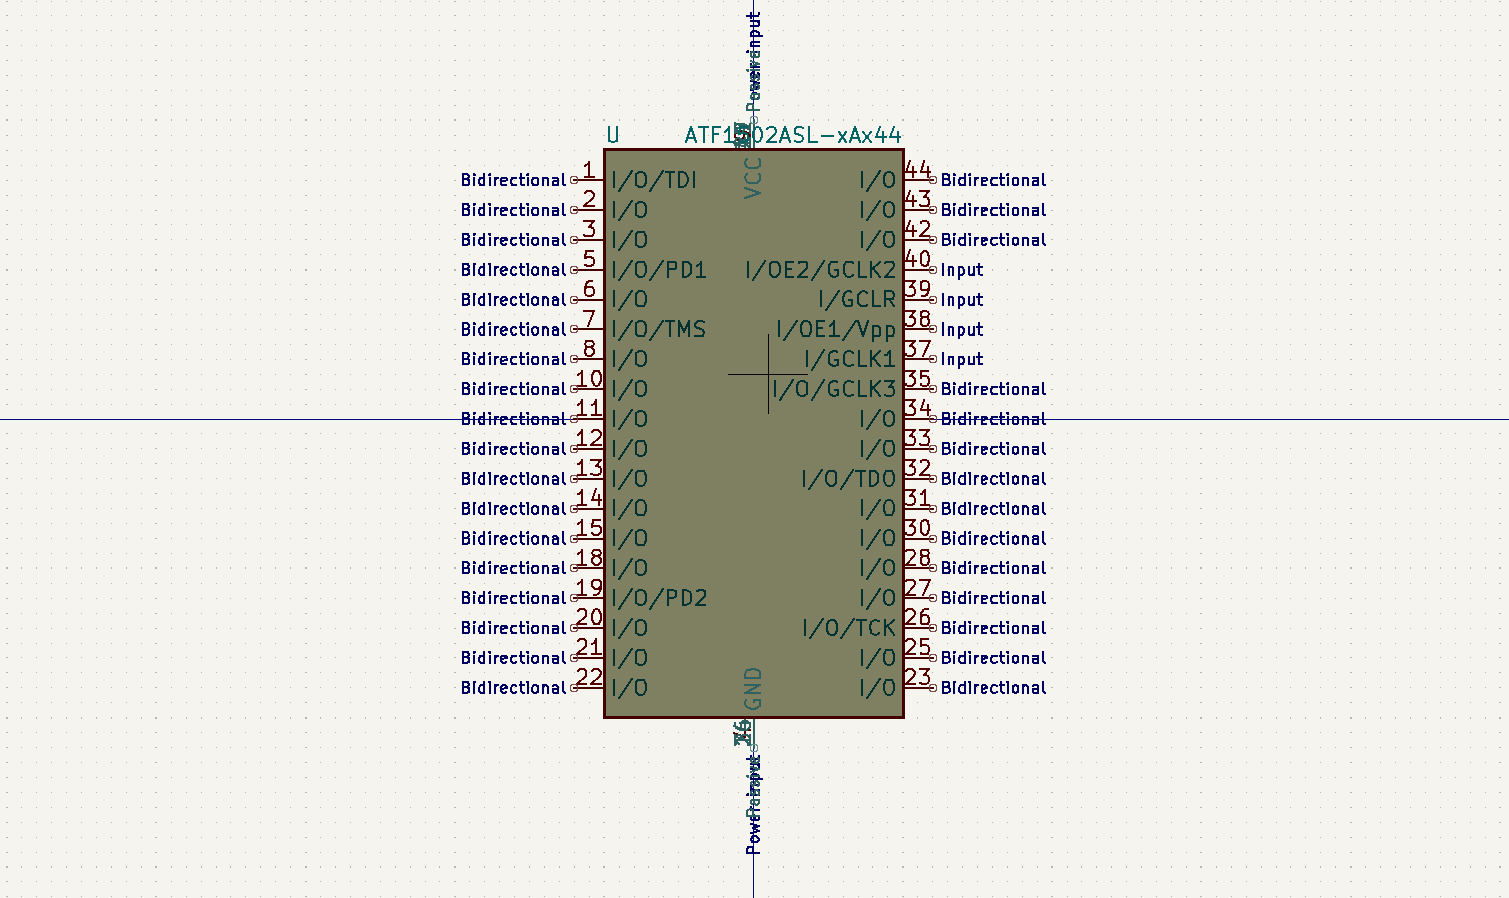 Power input
U ATF1502ASL-xAx44
VCC
Bidirectional 1 I/O/TDI I/O 44 Bidirectional
Bidirectional 2 I/O I/O 43 Bidirectional
Bidirectional 3 I/O I/O 42 Bidirectional
Bidirectional 5 I/O/PD1 I/OE2/GCLK2 40 Input
Bidirectional 6 I/O I/GCLR 39 Input
Bidirectional 7 I/O/TMS I/OE1/Vpp 38 Input
Bidirectional 8 I/O I/GCLK1 37 Input
Bidirectional 10 I/O I/O/GCLK3 35 Bidirectional
Bidirectional 11 I/O I/O 34 Bidirectional
Bidirectional 12 I/O I/O 33 Bidirectional
Bidirectional 13 I/O I/O/TDO 32 Bidirectional
Bidirectional 14 I/O I/O 31 Bidirectional
Bidirectional 15 I/O I/O 30 Bidirectional
Bidirectional 18 I/O I/O 28 Bidirectional
Bidirectional 19 I/O/PD2 I/O 27 Bidirectional
Bidirectional 20 I/O I/O/TCK 26 Bidirectional
Bidirectional 21 I/O I/O 25 Bidirectional
Bidirectional 22 I/O I/O 23 Bidirectional
GND
Power input